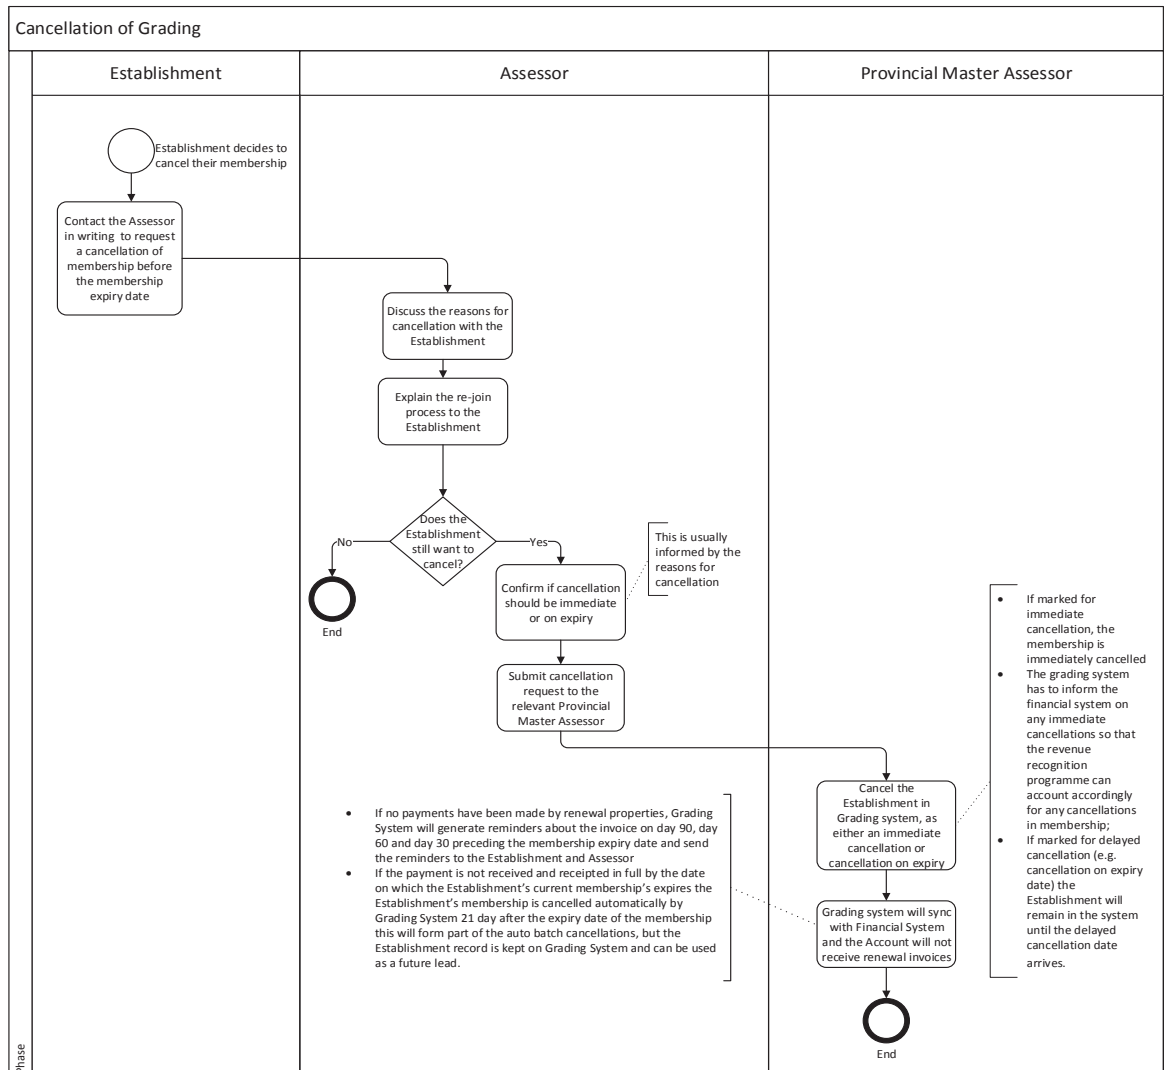 Cancellation of Grading
Establishment
Assessor
Provincial Master Assessor
Establishment decides to
cancel their membership
Contact the Assessor
in writing to request
a cancellation of
membership before
the membership
expiry date
Discuss the reasons for
cancellation with the
Establishment
Explain the re-join
process to the
Establishment
Does the
Establishment
still want to
cancel?
No
Yes
End
This is usually
informed by the
reasons for
cancellation
Confirm if cancellation
should be immediate
or on expiry
Submit cancellation
request to the
relevant Provincial
Master Assessor
• If marked for
immediate
cancellation, the
membership is
immediately cancelled
• The grading system
has to inform the
financial system on
any immediate
cancellations so that
the revenue
recognition
programme can
account accordingly
for any cancellations
in membership;
• If marked for delayed
cancellation (e.g.
cancellation on expiry
date) the
Establishment will
remain in the system
until the delayed
cancellation date
arrives.
Cancel the
Establishment in
Grading system, as
either an immediate
cancellation or
cancellation on expiry
• If no payments have been made by renewal properties, Grading
System will generate reminders about the invoice on day 90, day
60 and day 30 preceding the membership expiry date and send
the reminders to the Establishment and Assessor
• If the payment is not received and receipted in full by the date
on which the Establishment's current membership's expires the
Establishment's membership is cancelled automatically by
Grading System 21 day after the expiry date of the membership
this will form part of the auto batch cancellations, but the
Establishment record is kept on Grading System and can be used
as a future lead.
Grading system will sync
with Financial System
and the Account will not
receive renewal invoices
End
Phase